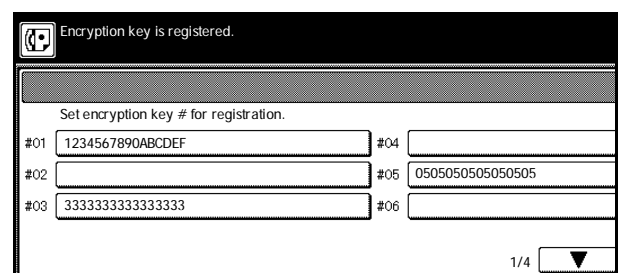 Encryption key is registered.
Set encryption key # for registration.
#01 1234567890ABCDEF #04
#02 #05 0505050505050505
#03 3333333333333333 #06
1/4 ▼